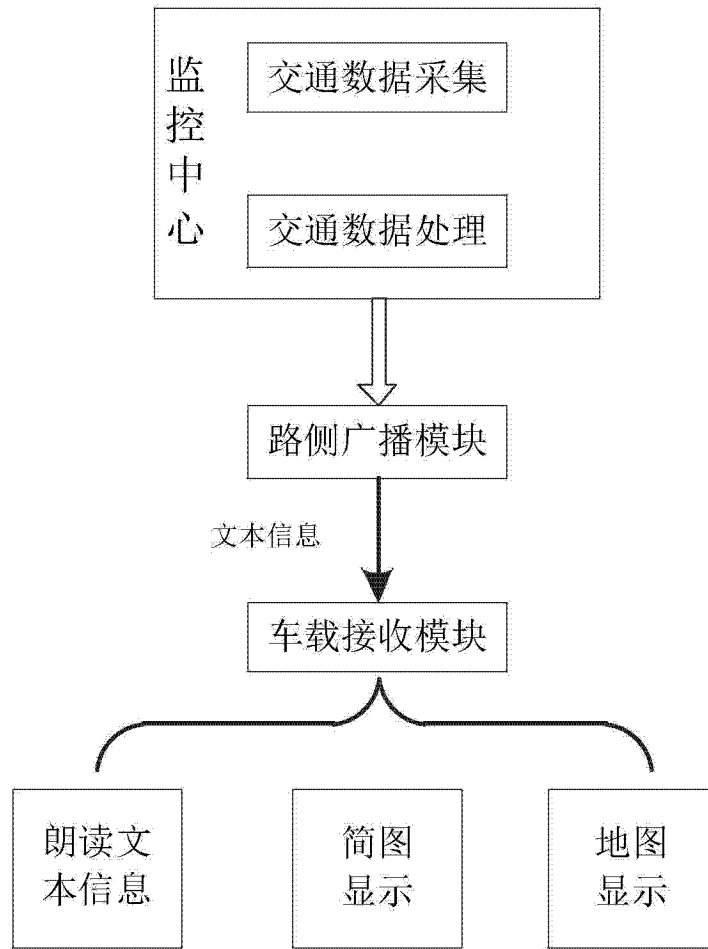 监控中心
交通数据采集
交通数据处理
路侧广播模块
文本信息
车载接收模块
朗读文
本信息
简图
显示
地图
显示